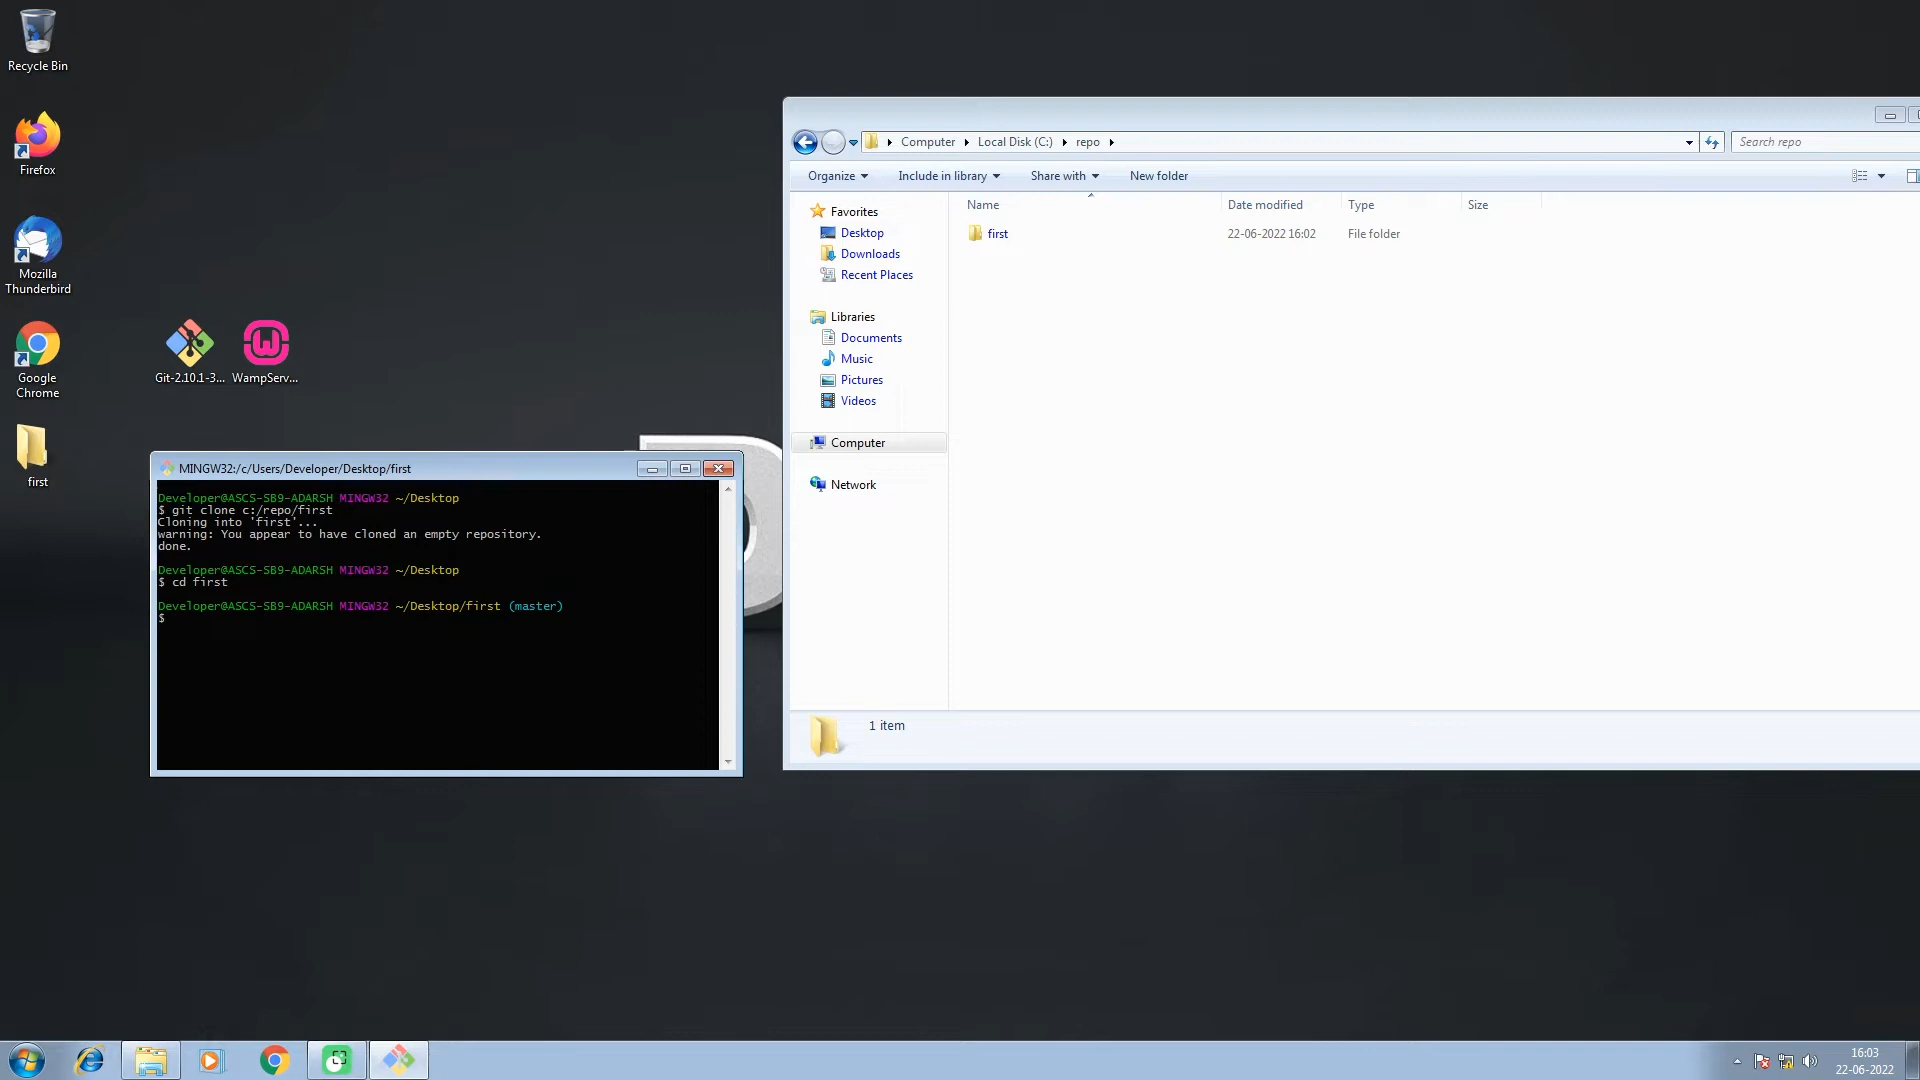 Recycle Bin
Firefox
Mozilla
Thunderbird
Google
Chrome
first
Git-2.10.1-3...
WampServ...
MINGW32:/c/Users/Developer/Desktop/first
Developer@ASCS-SB9-ADARSH MINGW32 ~/Desktop
$ git clone c:/repo/first
Cloning into 'first'...
warning: You appear to have cloned an empty repository.
done.
Developer@ASCS-SB9-ADARSH MINGW32 ~/Desktop
$ cd first
Developer@ASCS-SB9-ADARSH MINGW32 ~/Desktop/first (master)
$
Computer Local Disk (C:) repo
Search repo
Organize Include in library Share with New folder
Favorites
Desktop
Downloads
Recent Places
Libraries
Documents
Music
Pictures
Videos
Computer
Network
Name Date modified Type Size
first 22-06-2022 16:02 File folder
1 item
16:03
22-06-2022